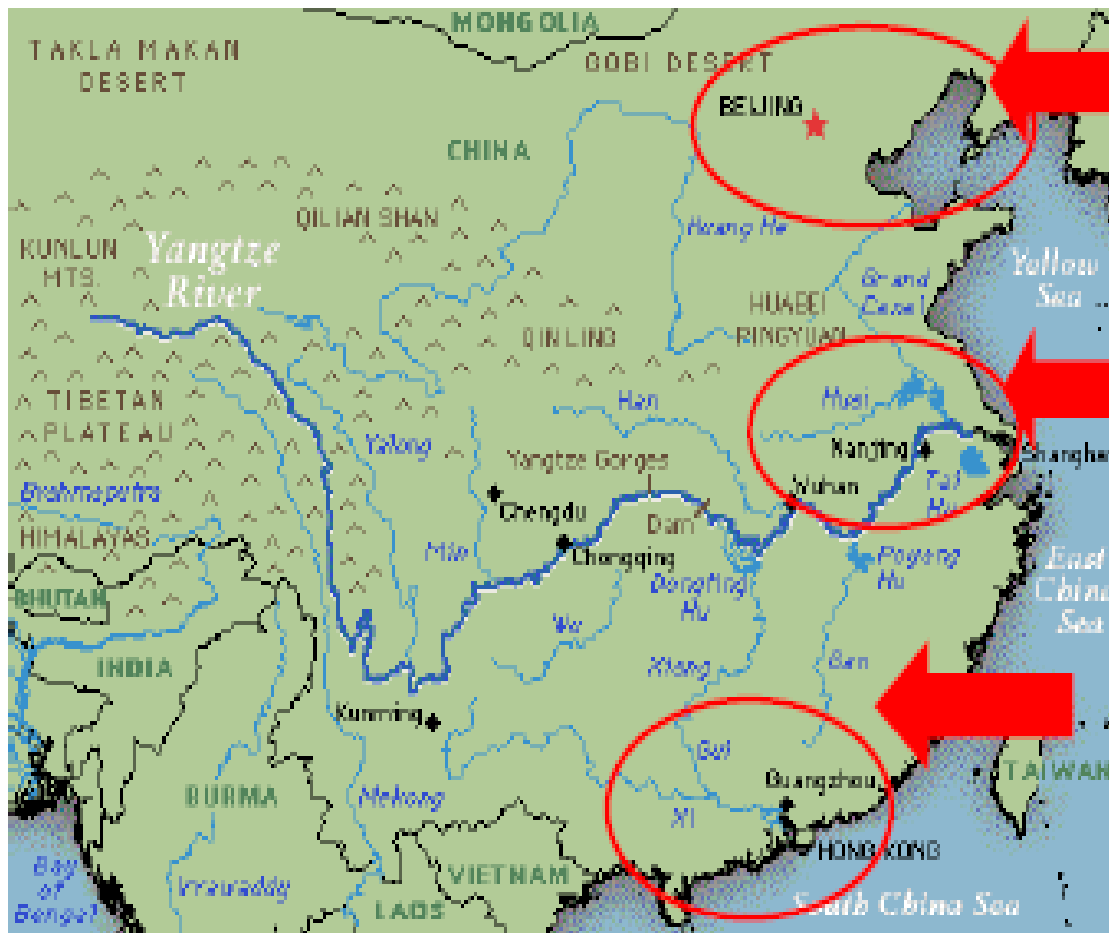 MONGOLIA
TAKLA MAKAN
DESERT
GOBI DESERT
BEIJING
CHINA
QILIAN SHAN
KUNLUN
MTS.
Yangtze
River
Huang He
Yellow
Sea
Grand
Canal
HUABEI
PINGYUAN
QIN LING
TIBETAN
PLATEAU
Han
Huai
Yalong
Nanjing
Shanghai
Yangtze Gorges
Tai
Hu
Brahmaputra
Wuhan
Chengdu
Dam
HIMALAYAS
Min
Chongqing
Poyang
Hu
East
China
Sea
Dongting
Hu
BHUTAN
Wu
INDIA
Xiang
Gan
Kunming
Gui
Guangzhou
TAIWAN
BURMA
Mekong
Xi
HONG KONG
Bay
of
Bengal
Irrawaddy
VIETNAM
LAOS
South China Sea